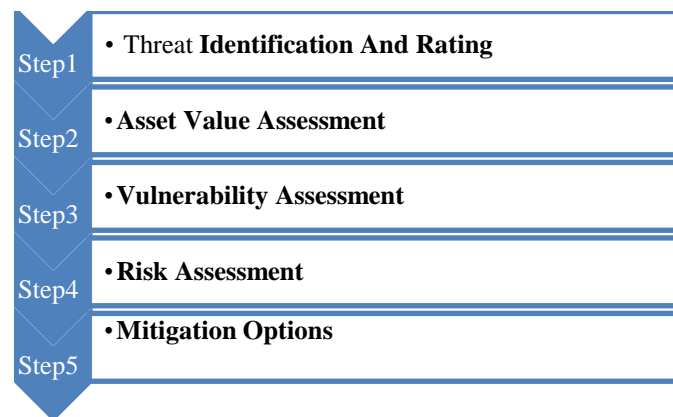 Step1
• Threat Identification And Rating
Step2
•Asset Value Assessment
Step3
•Vulnerability Assessment
Step4
•Risk Assessment
Step5
•Mitigation Options